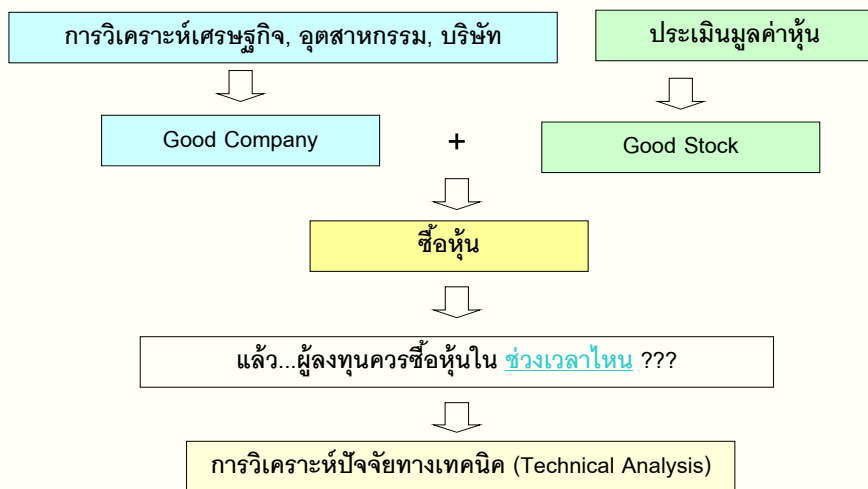 การวิเคราะห์เศรษฐกิจ, อุตสาหกรรม, บริษัท
ประเมินมูลค่าหุ้น
Good Company
+
Good Stock
ซื้อหุ้น
แล้ว...ผู้ลงทุนควรซื้อหุ้นใน ช่วงเวลาไหน ???
การวิเคราะห์ปัจจัยทางเทคนิค (Technical Analysis)